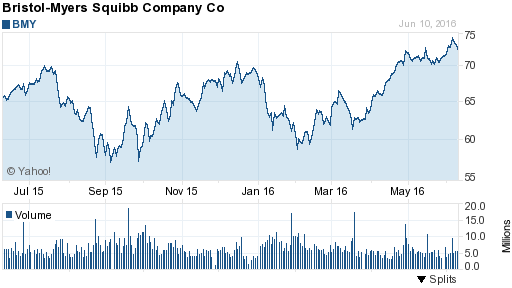 Bristol-Myers Squibb Company Co
BMY
Jun 10, 2016
75
70
65
60
55
© Yahoo!
Jul 15
Sep 15
Nov 15
Jan 16
Mar 16
May 16
Volume
20.0
15.0
10.0
5.0
0.0
Millions
Splits